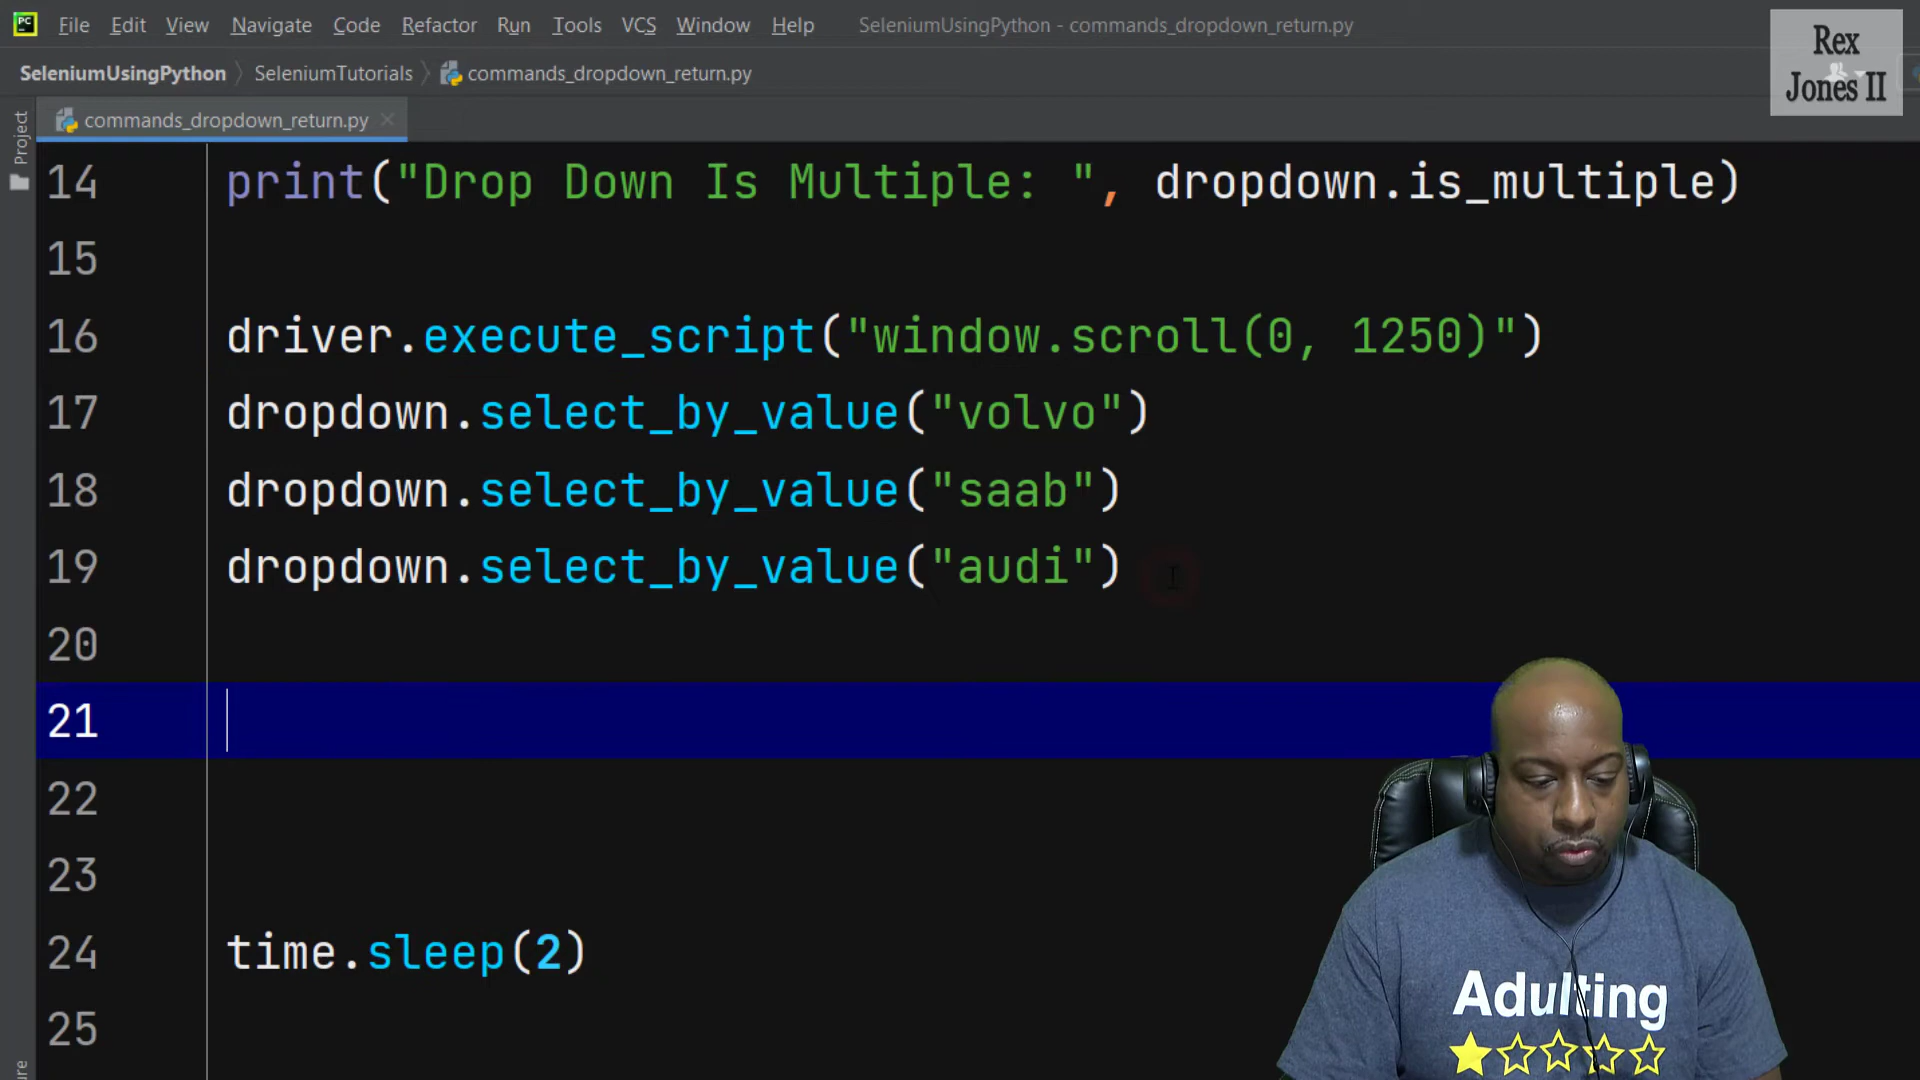 File Edit View Navigate Code Refactor Run Tools VCS Window Help SeleniumUsingPython - commands_dropdown_return.py
Rex
Jones II
SeleniumUsingPython SeleniumTutorials commands_dropdown_return.py
commands_dropdown_return.py
Project
14 print("Drop Down Is Multiple: ", dropdown.is_multiple)
15
16 driver.execute_script("window.scroll(0, 1250)")
17 dropdown.select_by_value("volvo")
18 dropdown.select_by_value("saab")
19 dropdown.select_by_value("audi")
20
21
22
23
24 time.sleep(2)
25
Adulting